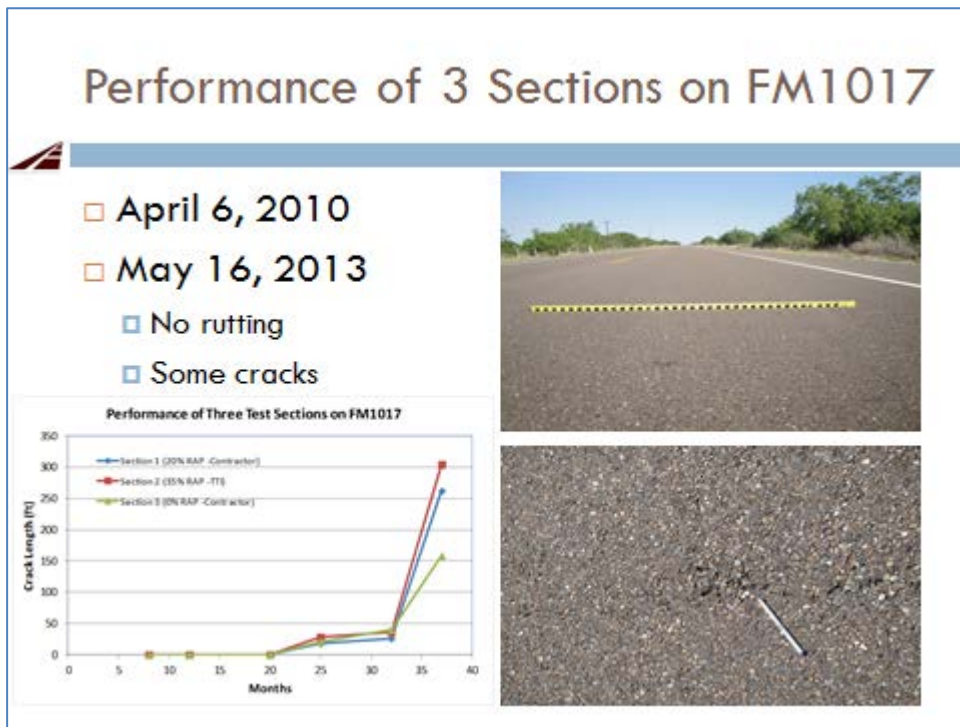 Performance of 3 Sections on FM1017
April 6, 2010
May 16, 2013
No rutting
Some cracks
Performance of Three Test Sections on FM1017
350
300
250
200
150
100
50
0
Crack Length (ft)
Section 1 (20% RAP -Contractor)
Section 2 (35% RAP -TTI)
Section 3 (0% RAP -Contractor)
0 5 10 15 20 25 30 35 40
Months